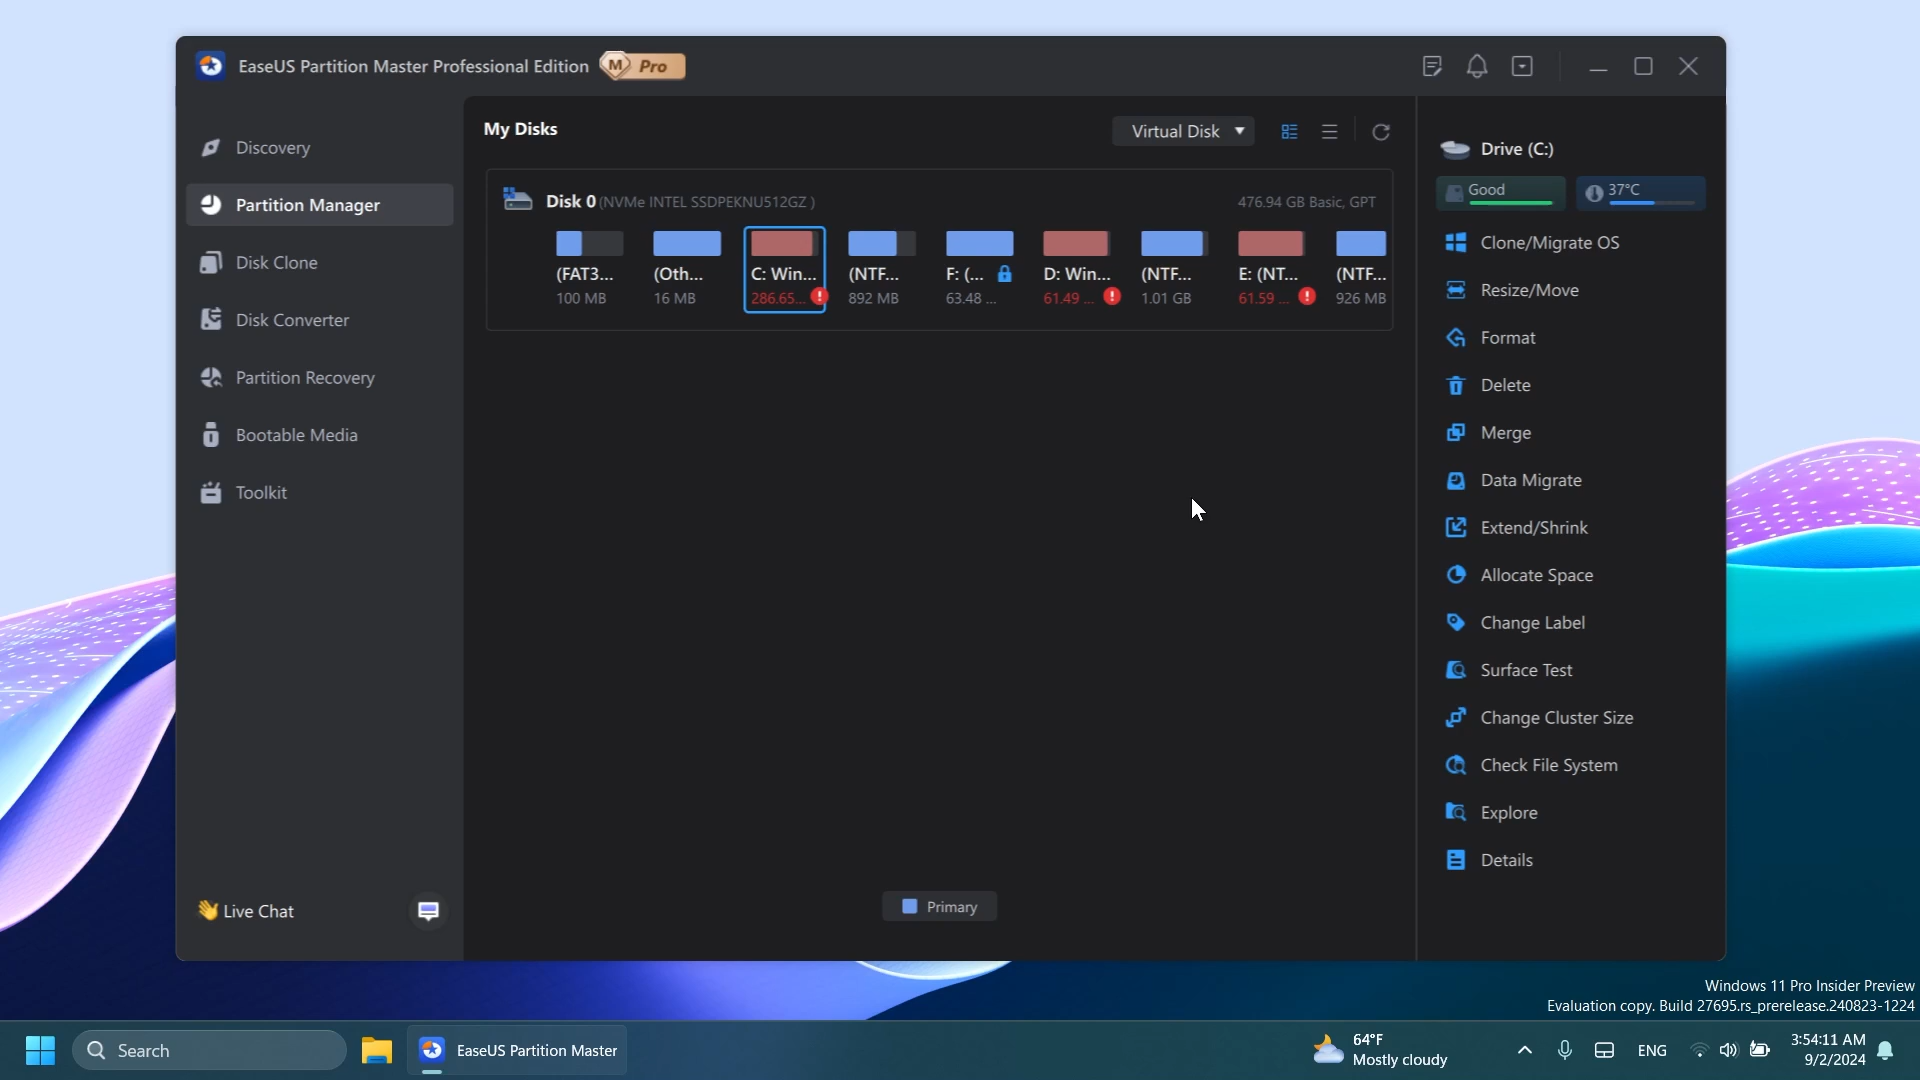 EaseUS Partition Master Professional Edition M Pro
Discovery
Partition Manager
Disk Clone
Disk Converter
Partition Recovery
Bootable Media
Toolkit
👋 Live Chat
My Disks
Virtual Disk
Disk 0 (NVMe INTEL SSDPEKNU512GZ )
476.94 GB Basic, GPT
(FAT3... (Oth... C: Win... (NTF... F: (... D: Win... (NTF... E: (NT... (NTF...
100 MB 16 MB 286.65... 892 MB 63.48 ... 61.49 ... 1.01 GB 61.59 ... 926 MB
Primary
Drive (C:)
Good 37°C
Clone/Migrate OS
Resize/Move
Format
Delete
Merge
Data Migrate
Extend/Shrink
Allocate Space
Change Label
Surface Test
Change Cluster Size
Check File System
Explore
Details
Windows 11 Pro Insider Preview
Evaluation copy. Build 27695.rs_prerelease.240823-1224
Search
EaseUS Partition Master
64°F
Mostly cloudy
ENG
3:54:11 AM
9/2/2024